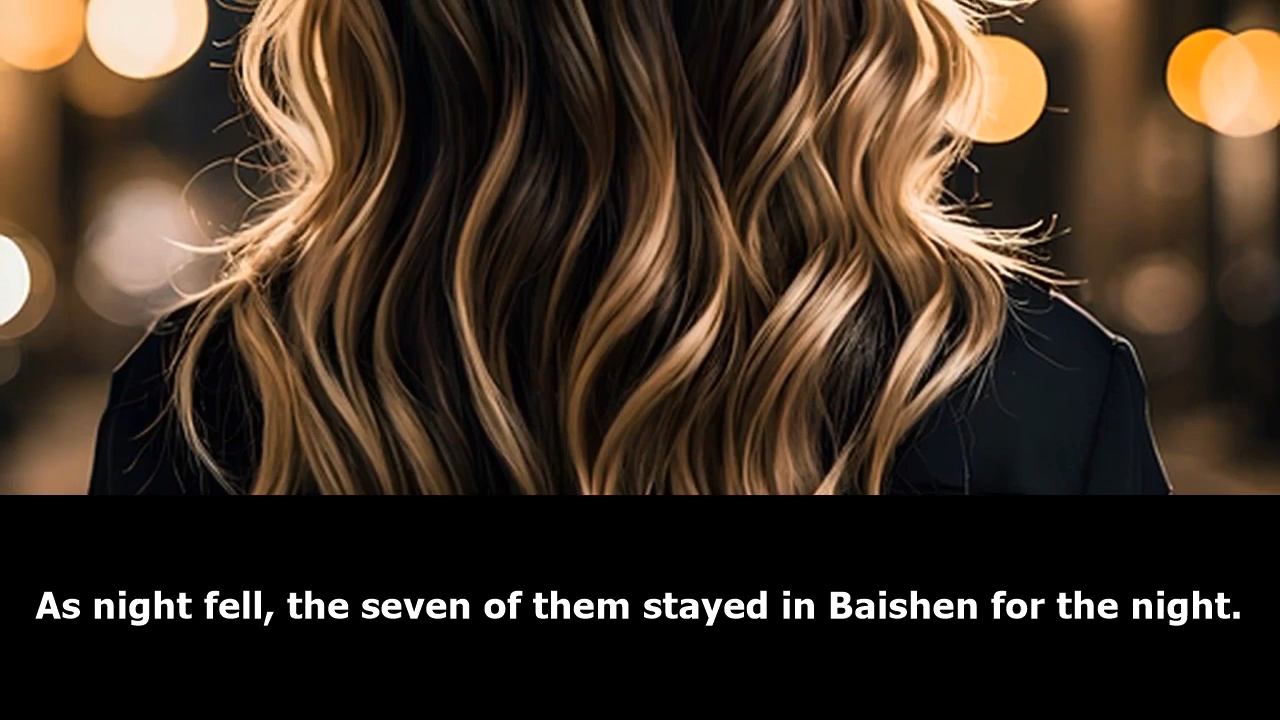 As night fell, the seven of them stayed in Baishen for the night.